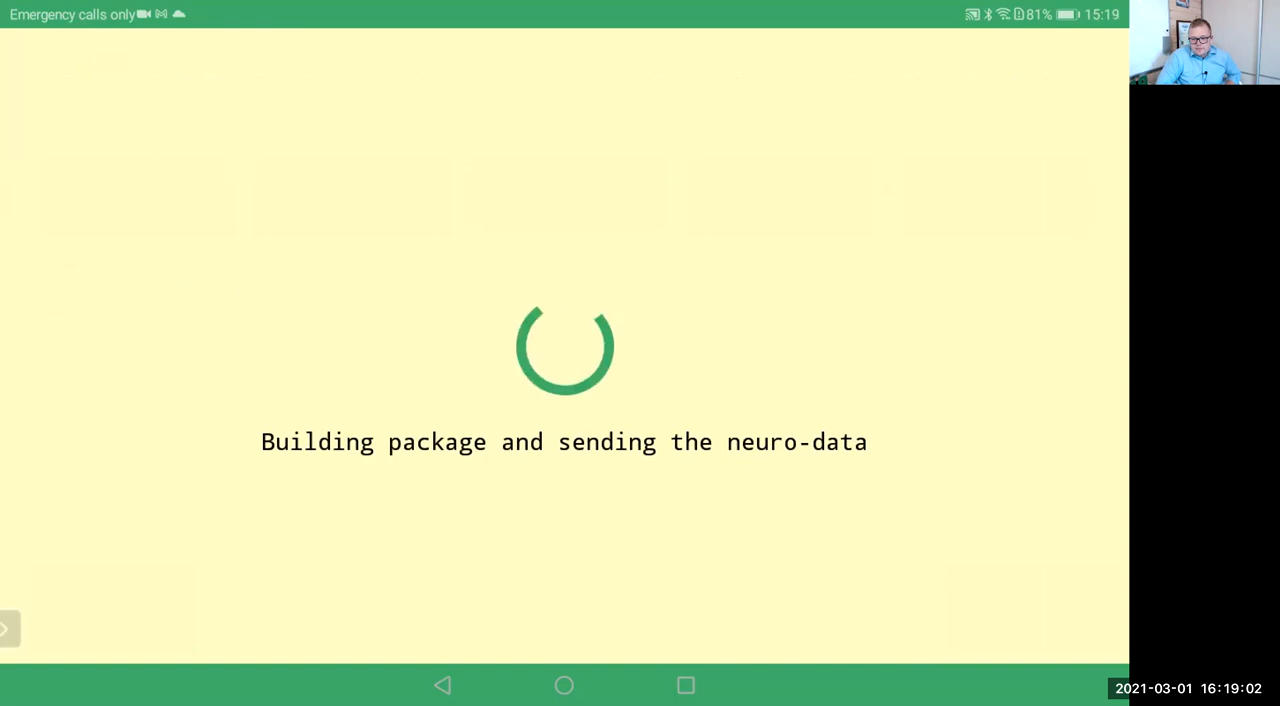 Emergency calls only
81% 15:19
Building package and sending the neuro-data
2021-03-01 16:19:02